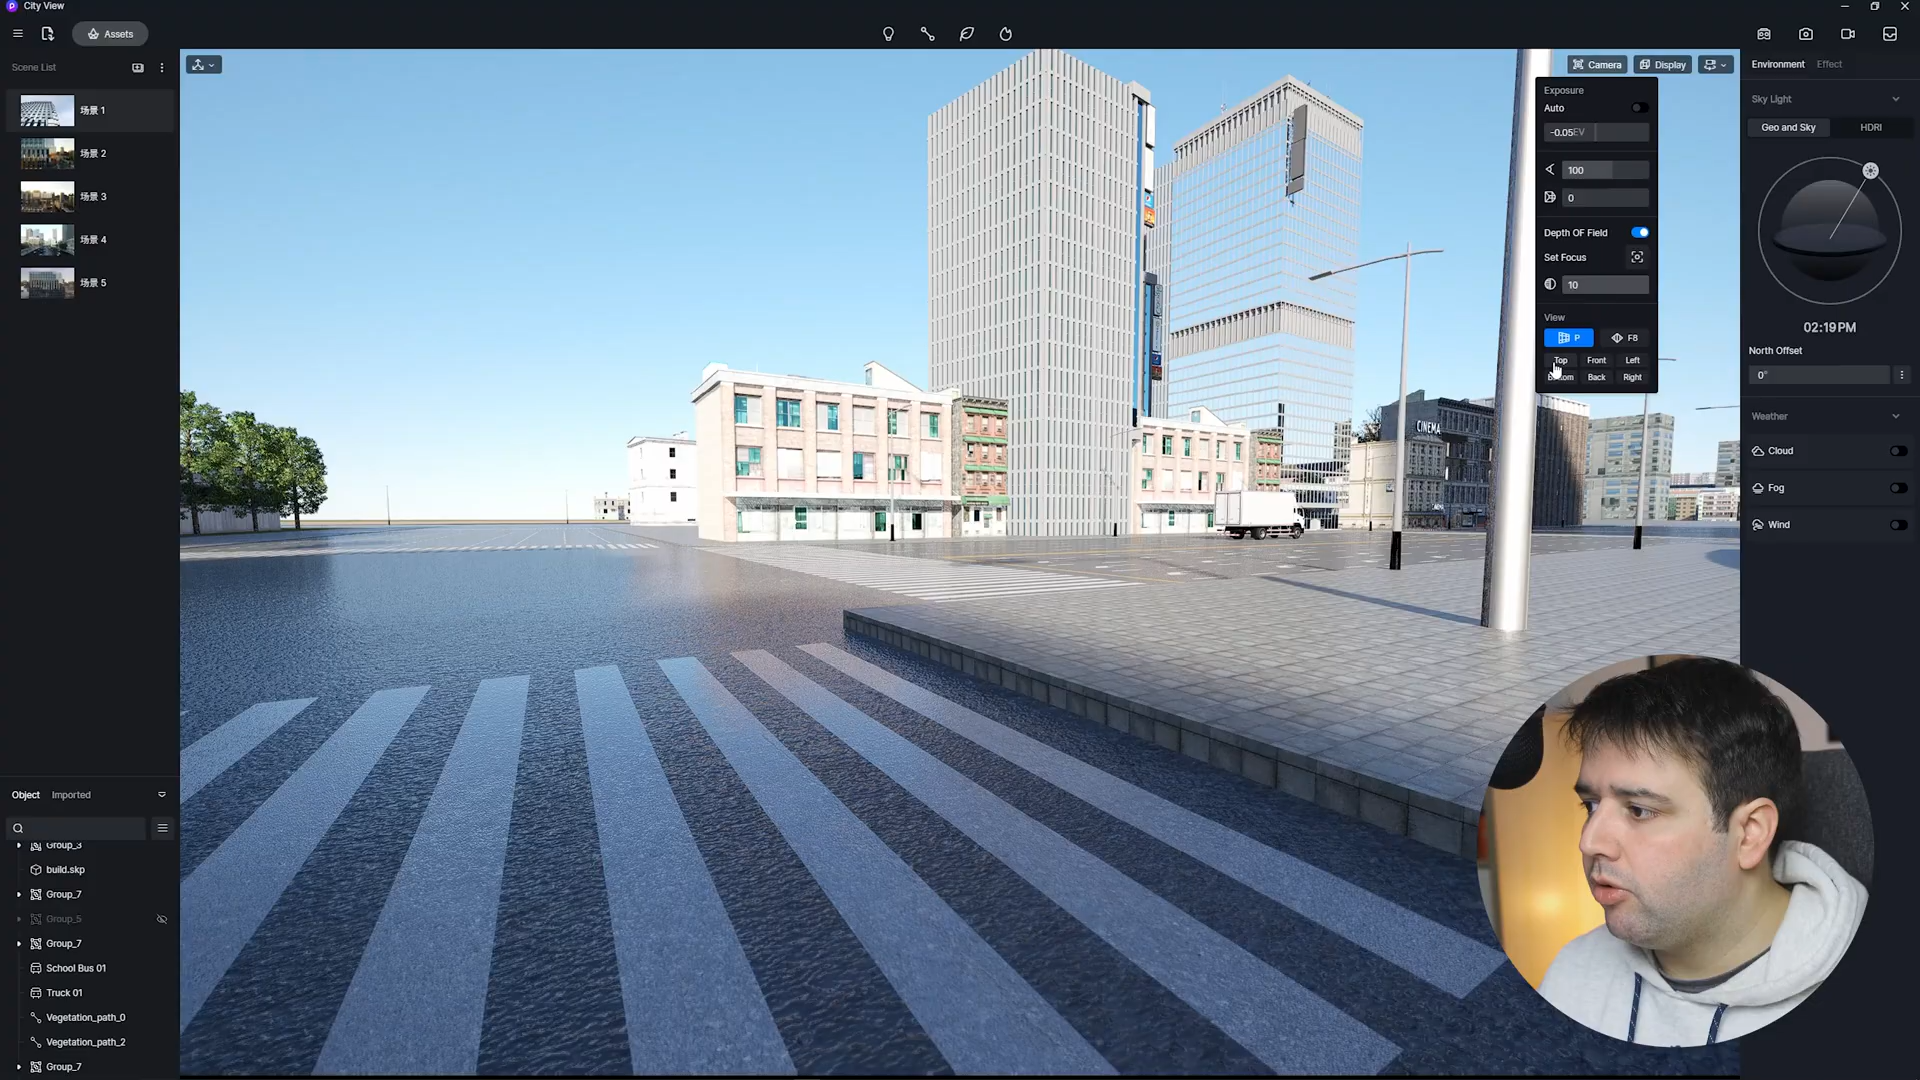 City View
Assets
Scene List
场景 1
场景 2
场景 3
场景 4
场景 5
Object
Imported
Group_3
build.skp
Group_7
Group_5
Group_7
School Bus 01
Truck 01
Vegetation_path_0
Vegetation_path_2
Group_7
CINEMA
Camera
Display
Exposure
Auto
-0.05EV
100
0
Depth OF Field
Set Focus
10
View
P
F8
Top
Front
Left
Bottom
Back
Right
Environment
Effect
Sky Light
Geo and Sky
HDRI
02:19PM
North Offset
0°
Weather
Cloud
Fog
Wind